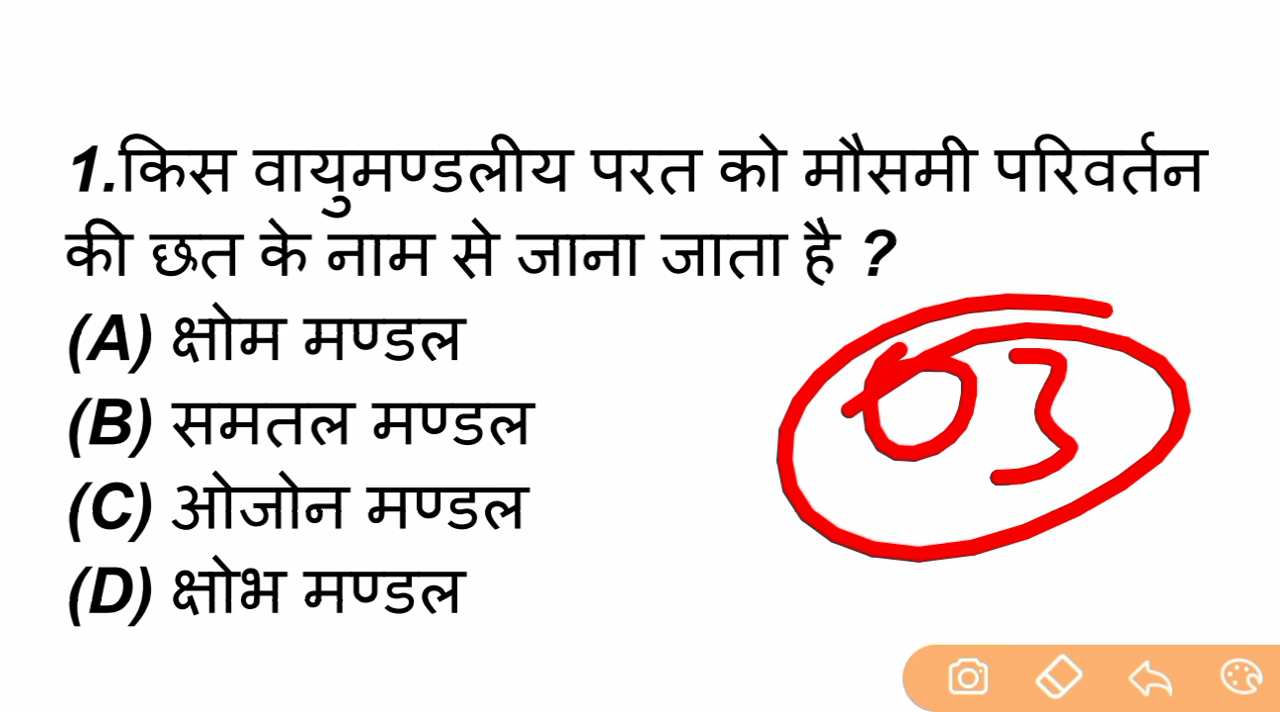 1.किस वायुमण्डलीय परत को मौसमी परिवर्तन
की छत के नाम से जाना जाता है ?
(A) क्षोम मण्डल
(B) समतल मण्डल
(C) ओजोन मण्डल
(D) क्षोभ मण्डल
03